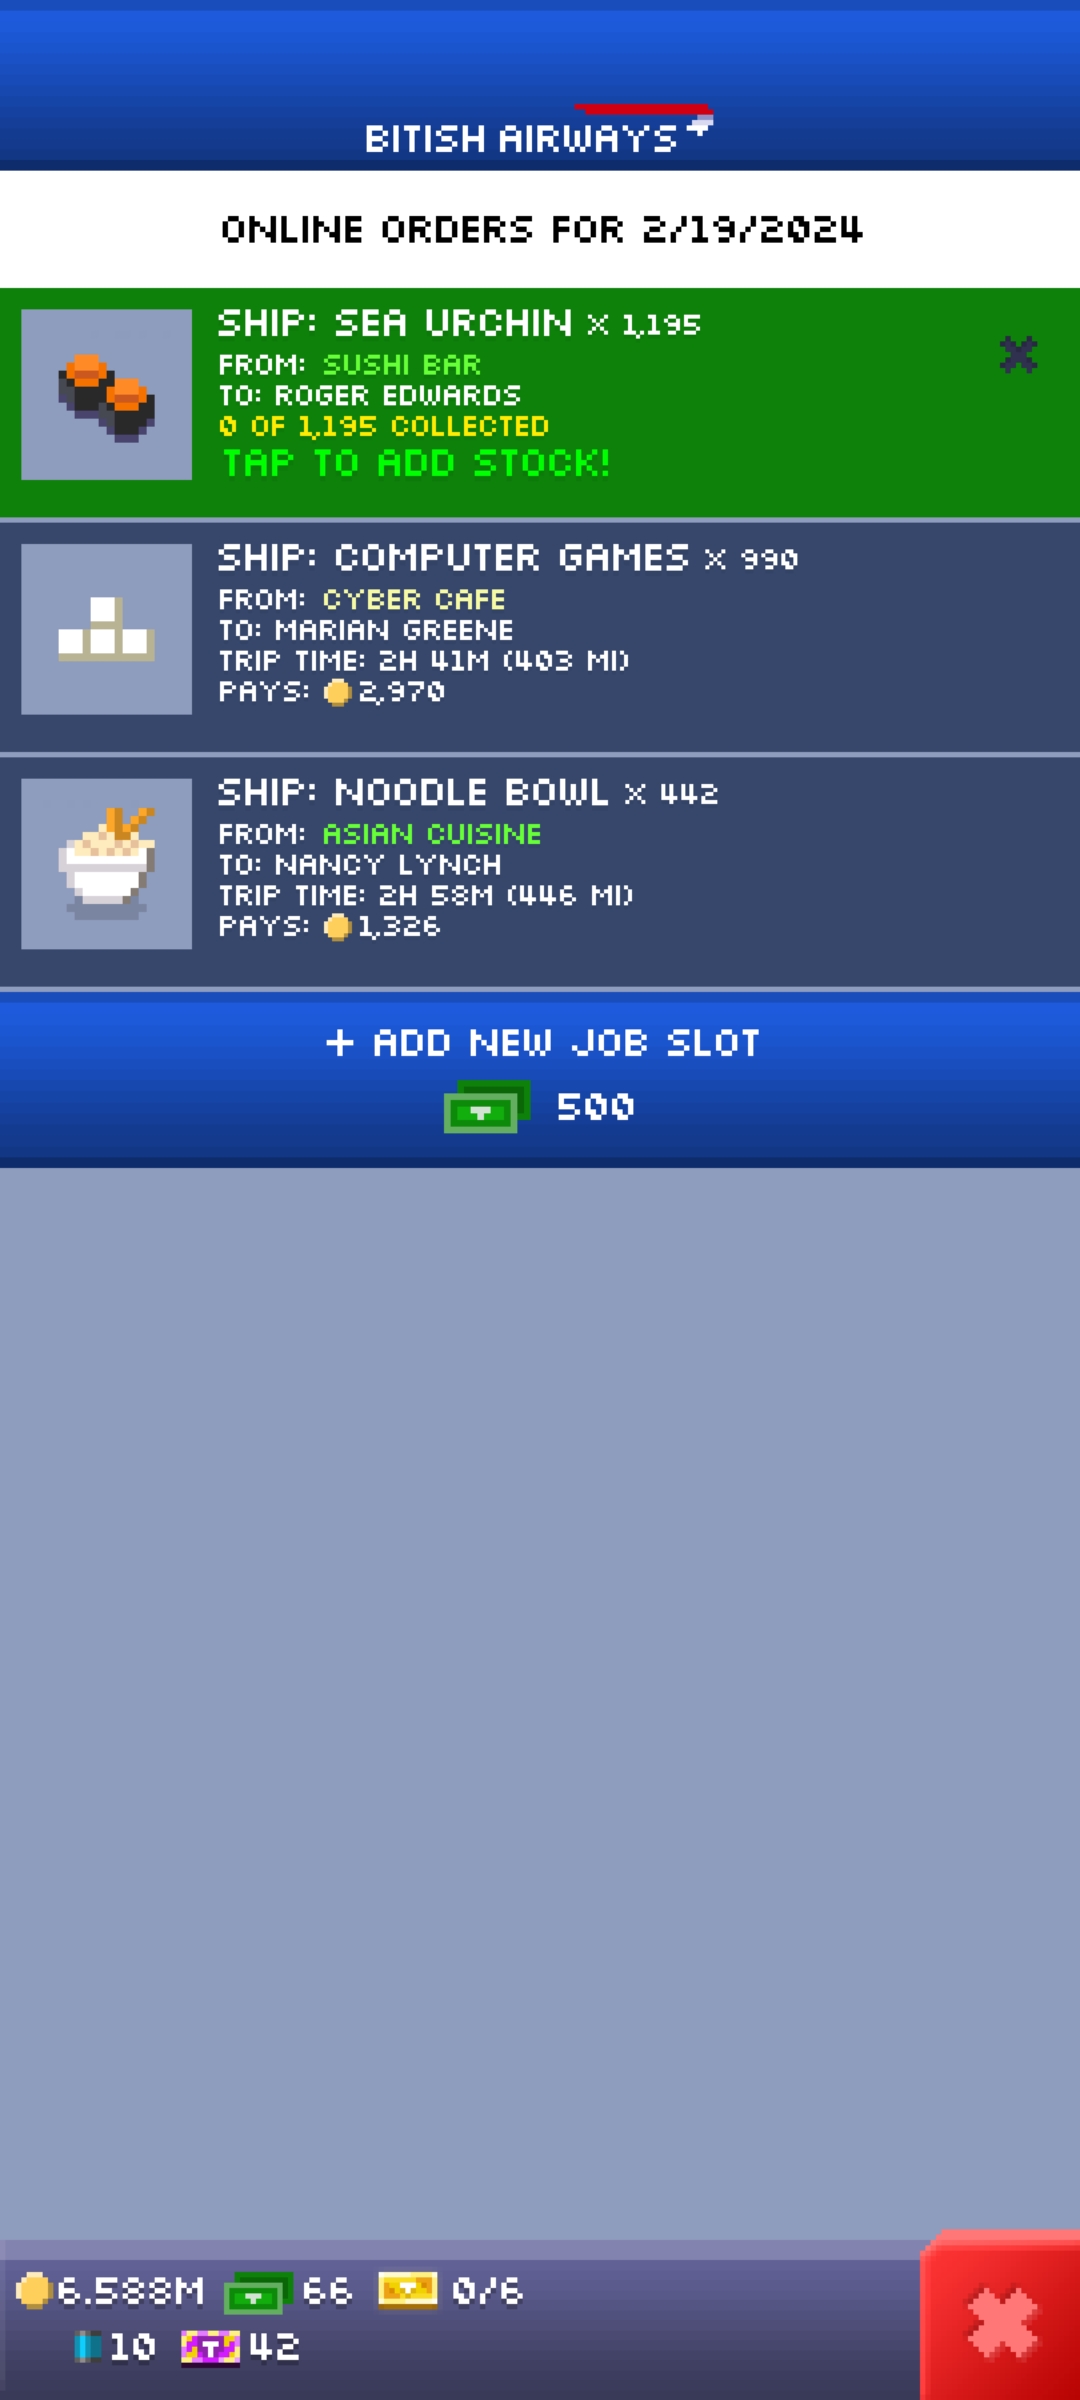 BITISH AIRWAYS
ONLINE ORDERS FOR 2/19/2024
SHIP: SEA URCHIN X 1,195
FROM: SUSHI BAR
TO: ROGER EDWARDS
0 OF 1,195 COLLECTED
TAP TO ADD STOCK!
SHIP: COMPUTER GAMES X 990
FROM: CYBER CAFE
TO: MARIAN GREENE
TRIP TIME: 2H 41M (403 MI)
PAYS: 2,970
SHIP: NOODLE BOWL X 442
FROM: ASIAN CUISINE
TO: NANCY LYNCH
TRIP TIME: 2H 58M (446 MI)
PAYS: 1,326
+ ADD NEW JOB SLOT
500
6.588M 66 0/6
10 42